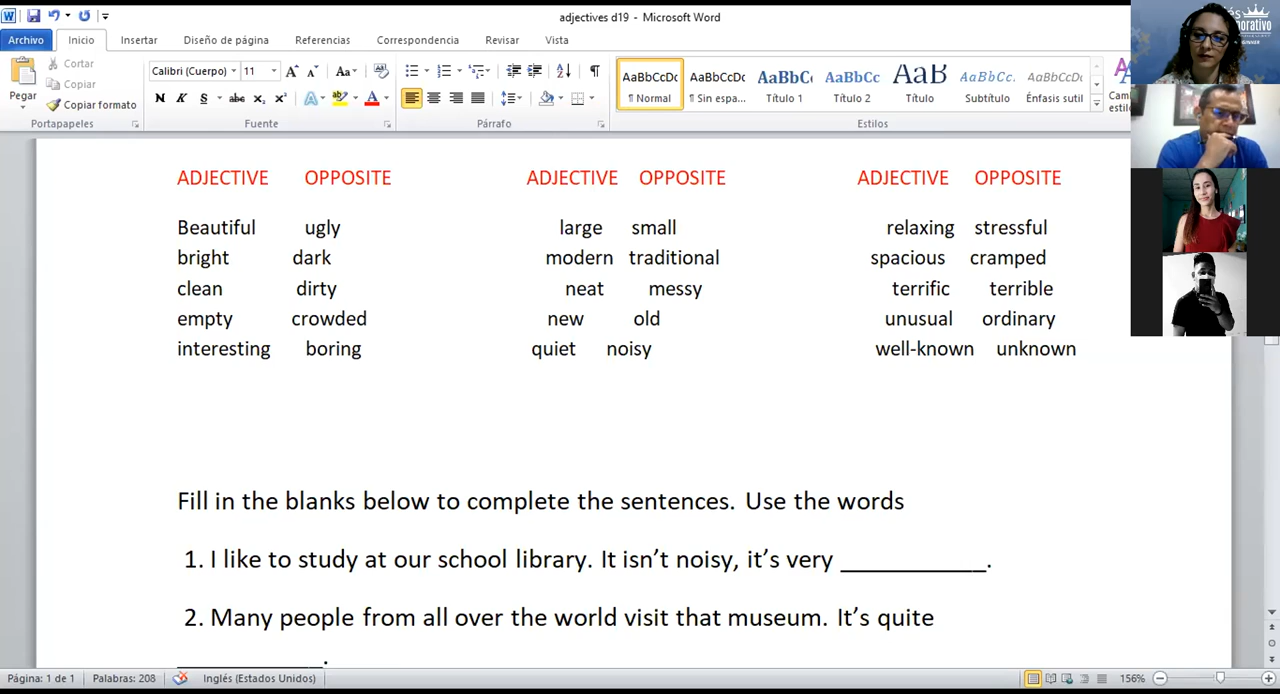 adjectives d19 - Microsoft Word
Archivo Inicio Insertar Diseño de página Referencias Correspondencia Revisar Vista
Cortar
Copiar
Pegar
Copiar formato
Calibri (Cuerpo) 11
AaBbCcDc AaBbCcDc AaBbCc AaBbCc AaB AaBbCc. AaBbCcDc
¶ Normal ¶ Sin espa... Título 1 Título 2 Título Subtítulo Énfasis sutil
Portapapeles Fuente Párrafo Estilos
ADJECTIVE OPPOSITE ADJECTIVE OPPOSITE ADJECTIVE OPPOSITE
Beautiful ugly large small relaxing stressful
bright dark modern traditional spacious cramped
clean dirty neat messy terrific terrible
empty crowded new old unusual ordinary
interesting boring quiet noisy well-known unknown
Fill in the blanks below to complete the sentences. Use the words
1. I like to study at our school library. It isn’t noisy, it’s very ___________.
2. Many people from all over the world visit that museum. It’s quite
___________.
Página: 1 de 1 Palabras: 208 Inglés (Estados Unidos) 156%